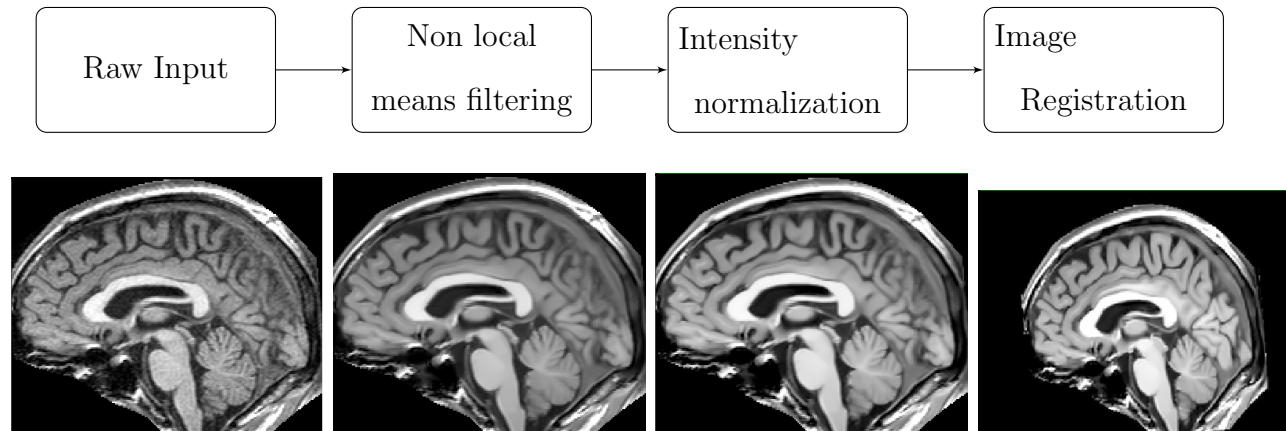 Raw Input
Non local
means filtering
Intensity
normalization
Image
Registration